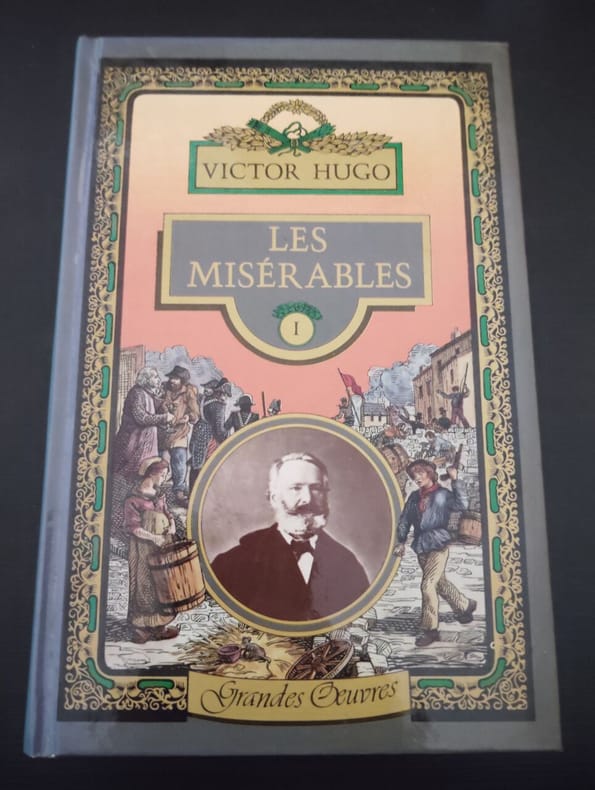 VICTOR HUGO
LES
MISÉRABLES
I
Grandes Œuvres